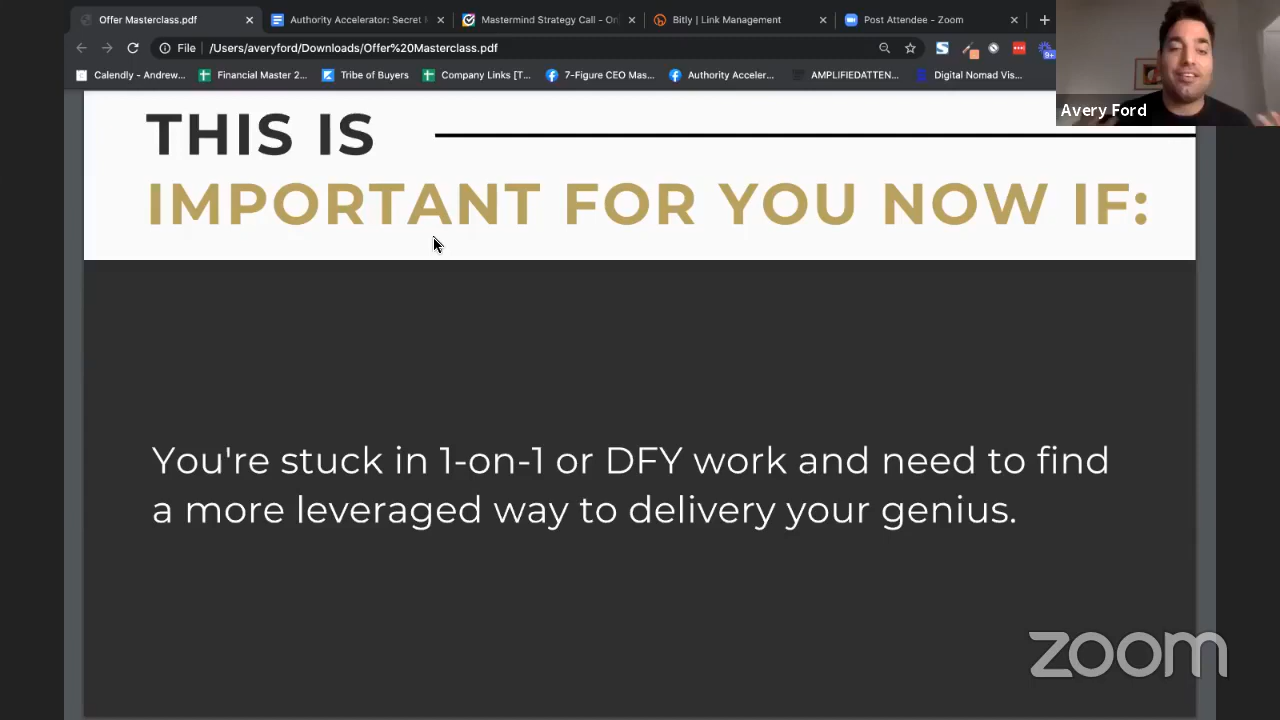 Offer Masterclass.pdf
Authority Accelerator: Secret
Mastermind Strategy Call - On
Bitly | Link Management
Post Attendee - Zoom
File
/Users/averyford/Downloads/Offer%20Masterclass.pdf
9+
Calendly - Andrew...
Financial Master 2...
Tribe of Buyers
Company Links [T...
7-Figure CEO Mas...
Authority Acceler...
AMPLIFIEDATTEN...
Digital Nomad Vis...
Avery Ford
THIS IS
IMPORTANT FOR YOU NOW IF:
You're stuck in 1-on-1 or DFY work and need to find
a more leveraged way to delivery your genius.
zoom